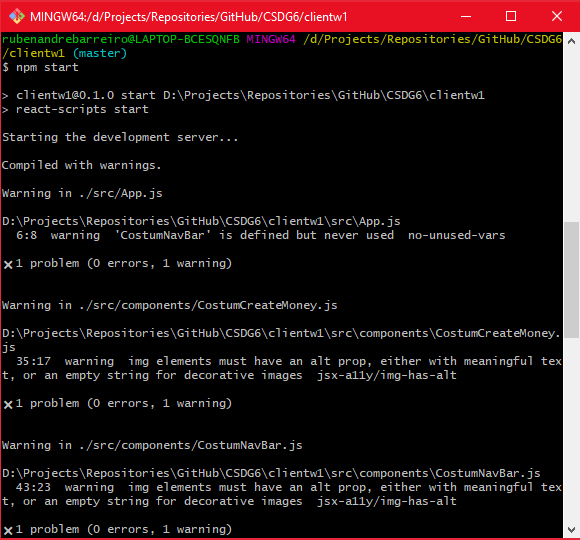 MINGW64:/d/Projects/Repositories/GitHub/CSDG6/clientw1
rubenandrebarreiro@LAPTOP-BCESQNFB MINGW64 /d/Projects/Repositories/GitHub/CSDG6
/clientw1 (master)
$ npm start
> clientw1@0.1.0 start D:\Projects\Repositories\GitHub\CSDG6\clientw1
> react-scripts start
Starting the development server...
Compiled with warnings.
Warning in ./src/App.js
D:\Projects\Repositories\GitHub\CSDG6\clientw1\src\App.js
6:8  warning  'CostumNavBar' is defined but never used  no-unused-vars
✕ 1 problem (0 errors, 1 warning)
Warning in ./src/components/CostumCreateMoney.js
D:\Projects\Repositories\GitHub\CSDG6\clientw1\src\components\CostumCreateMoney.
js
35:17  warning  img elements must have an alt prop, either with meaningful tex
t, or an empty string for decorative images  jsx-a11y/img-has-alt
✕ 1 problem (0 errors, 1 warning)
Warning in ./src/components/CostumNavBar.js
D:\Projects\Repositories\GitHub\CSDG6\clientw1\src\components\CostumNavBar.js
43:23  warning  img elements must have an alt prop, either with meaningful tex
t, or an empty string for decorative images  jsx-a11y/img-has-alt
✕ 1 problem (0 errors, 1 warning)